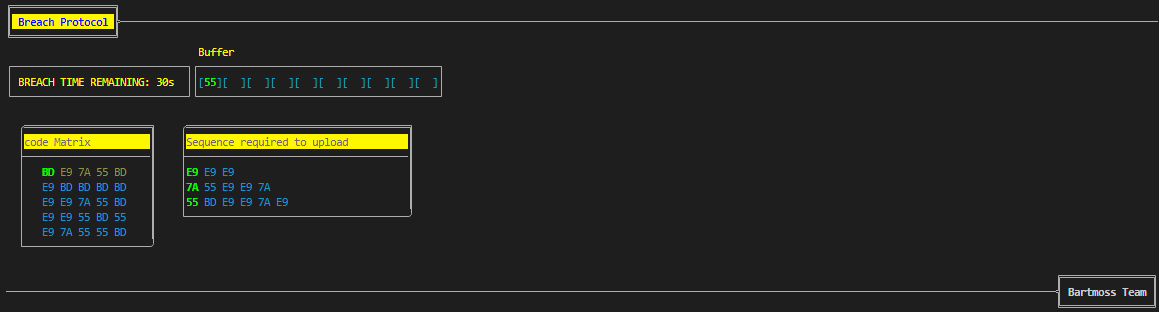 Breach Protocol
Buffer
BREACH TIME REMAINING: 30s
[55][  ][  ][  ][  ][  ][  ][  ][  ][  ]
code Matrix
BD E9 7A 55 BD
E9 BD BD BD BD
E9 E9 7A 55 BD
E9 E9 55 BD 55
E9 7A 55 55 BD
Sequence required to upload
E9 E9 E9
7A 55 E9 E9 7A
55 BD E9 E9 7A E9
Bartmoss Team